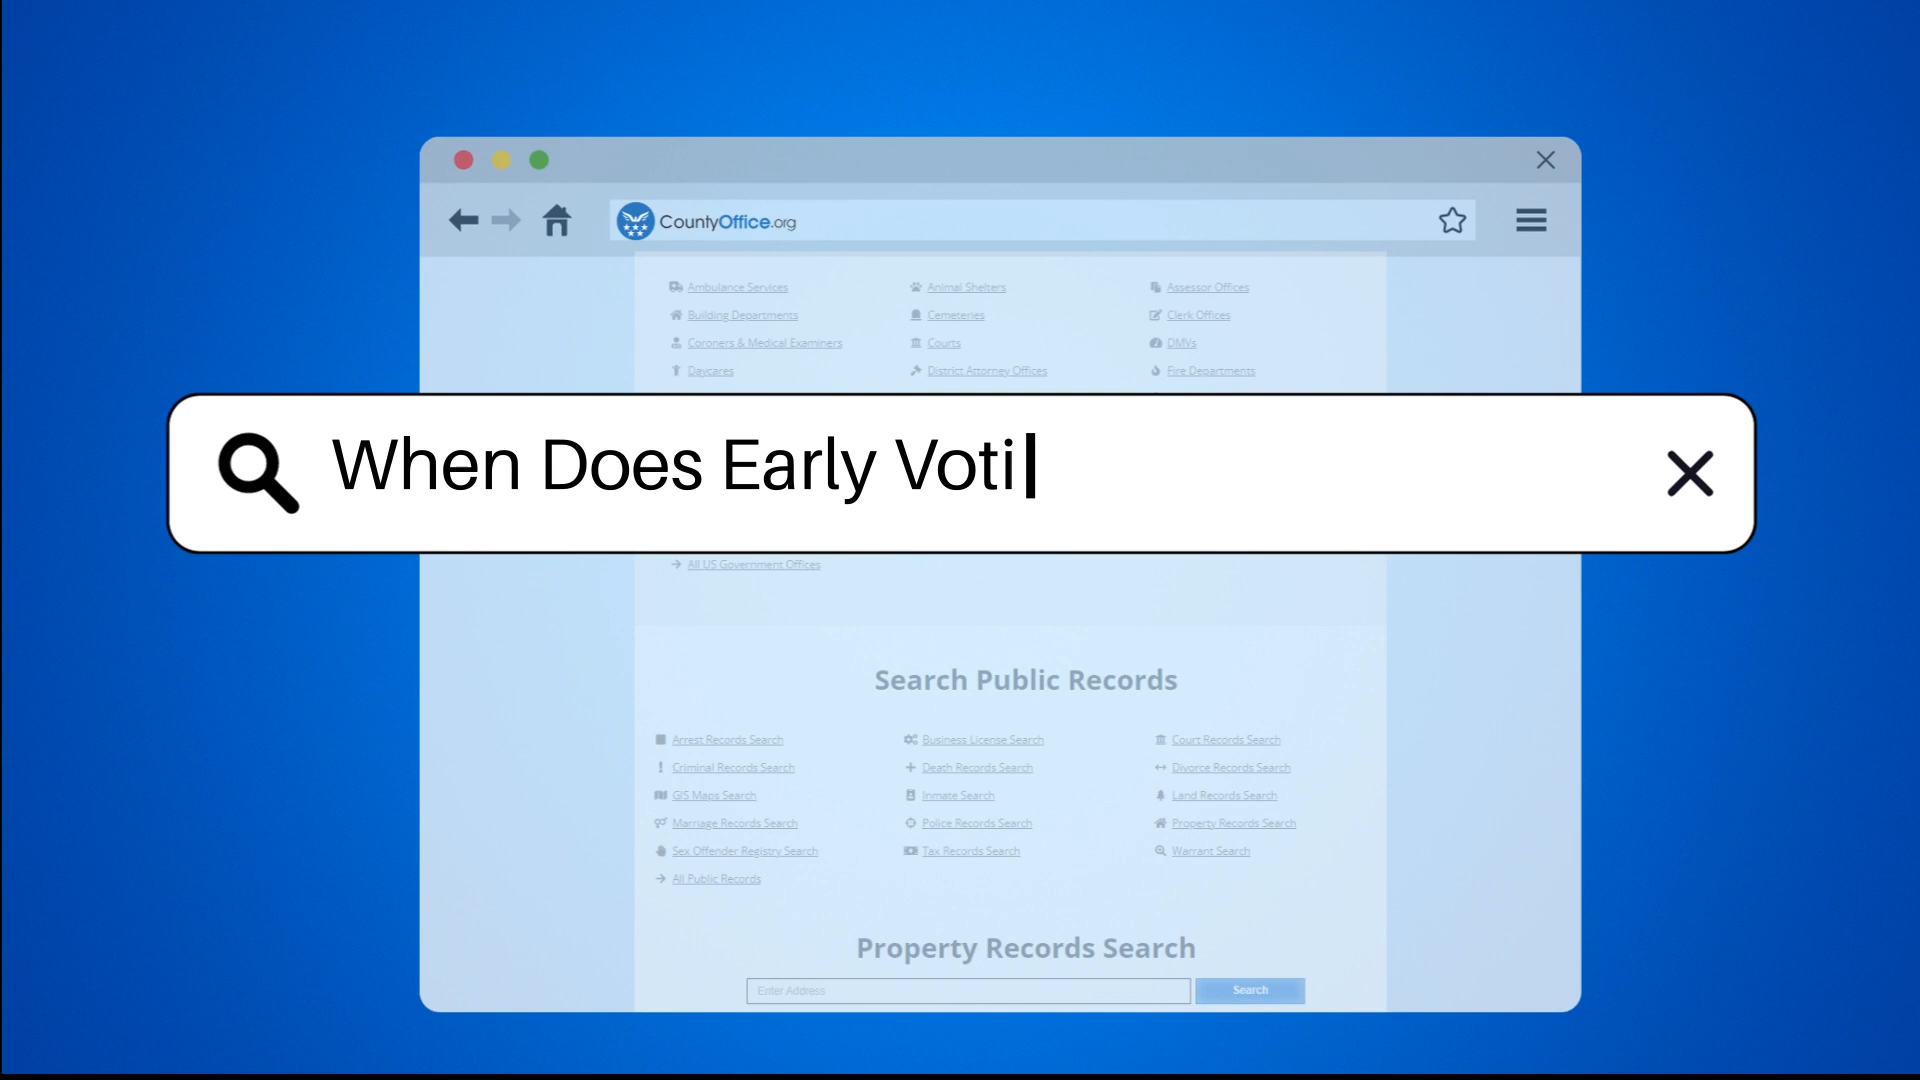 CountyOffice.org
Ambulance Services Animal Shelters Assessor Offices
Building Departments Cemeteries Clerk Offices
Coroners & Medical Examiners Courts DMVs
Daycares District Attorney Offices Fire Departments
When Does Early Voti
All US Government Offices
Search Public Records
Arrest Records Search Business License Search Court Records Search
Criminal Records Search Death Records Search Divorce Records Search
GIS Maps Search Inmate Search Land Records Search
Marriage Records Search Police Records Search Property Records Search
Sex Offender Registry Search Tax Records Search Warrant Search
All Public Records
Property Records Search
Enter Address Search